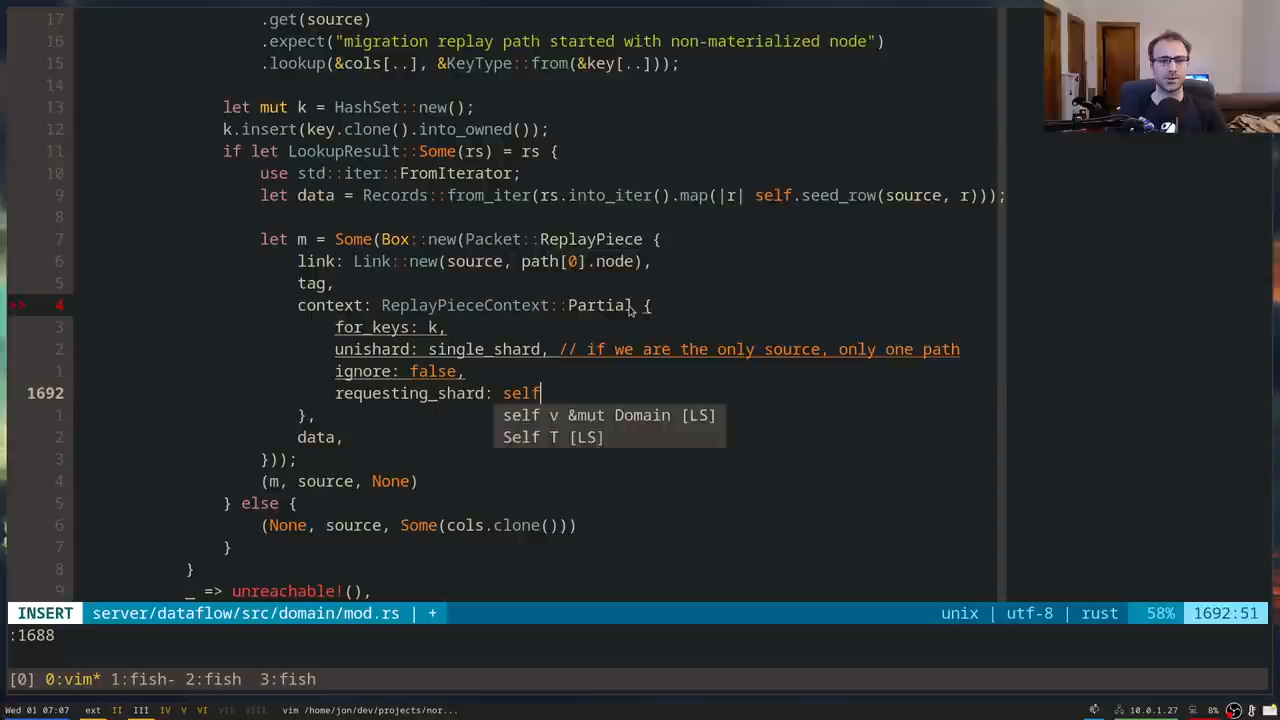 17 .get(source)
16 .expect("migration replay path started with non-materialized node")
15 .lookup(&cols[..], &KeyType::from(&key[..]));
14
13 let mut k = HashSet::new();
12 k.insert(key.clone().into_owned());
11 if let LookupResult::Some(rs) = rs {
10 use std::iter::FromIterator;
9 let data = Records::from_iter(rs.into_iter().map(|r| self.seed_row(source, r)));
8
7 let m = Some(Box::new(Packet::ReplayPiece {
6 link: Link::new(source, path[0].node),
5 tag,
>> 4 context: ReplayPieceContext::Partial {
3 for_keys: k,
2 unishard: single_shard, // if we are the only source, only one path
1 ignore: false,
1692 requesting_shard: self
1 },
self v &mut Domain [LS]
2 data,
Self T [LS]
3 }));
4 (m, source, None)
5 } else {
6 (None, source, Some(cols.clone()))
7 }
8 }
9 _ => unreachable!(),
INSERT server/dataflow/src/domain/mod.rs | + unix | utf-8 | rust 58% 1692:51
:1688
[0] 0:vim* 1:fish- 2:fish 3:fish
Wed 01 07:07 ext II III IV V VI VII VIII vim /home/jon/dev/projects/nor... 10.0.1.27 8%